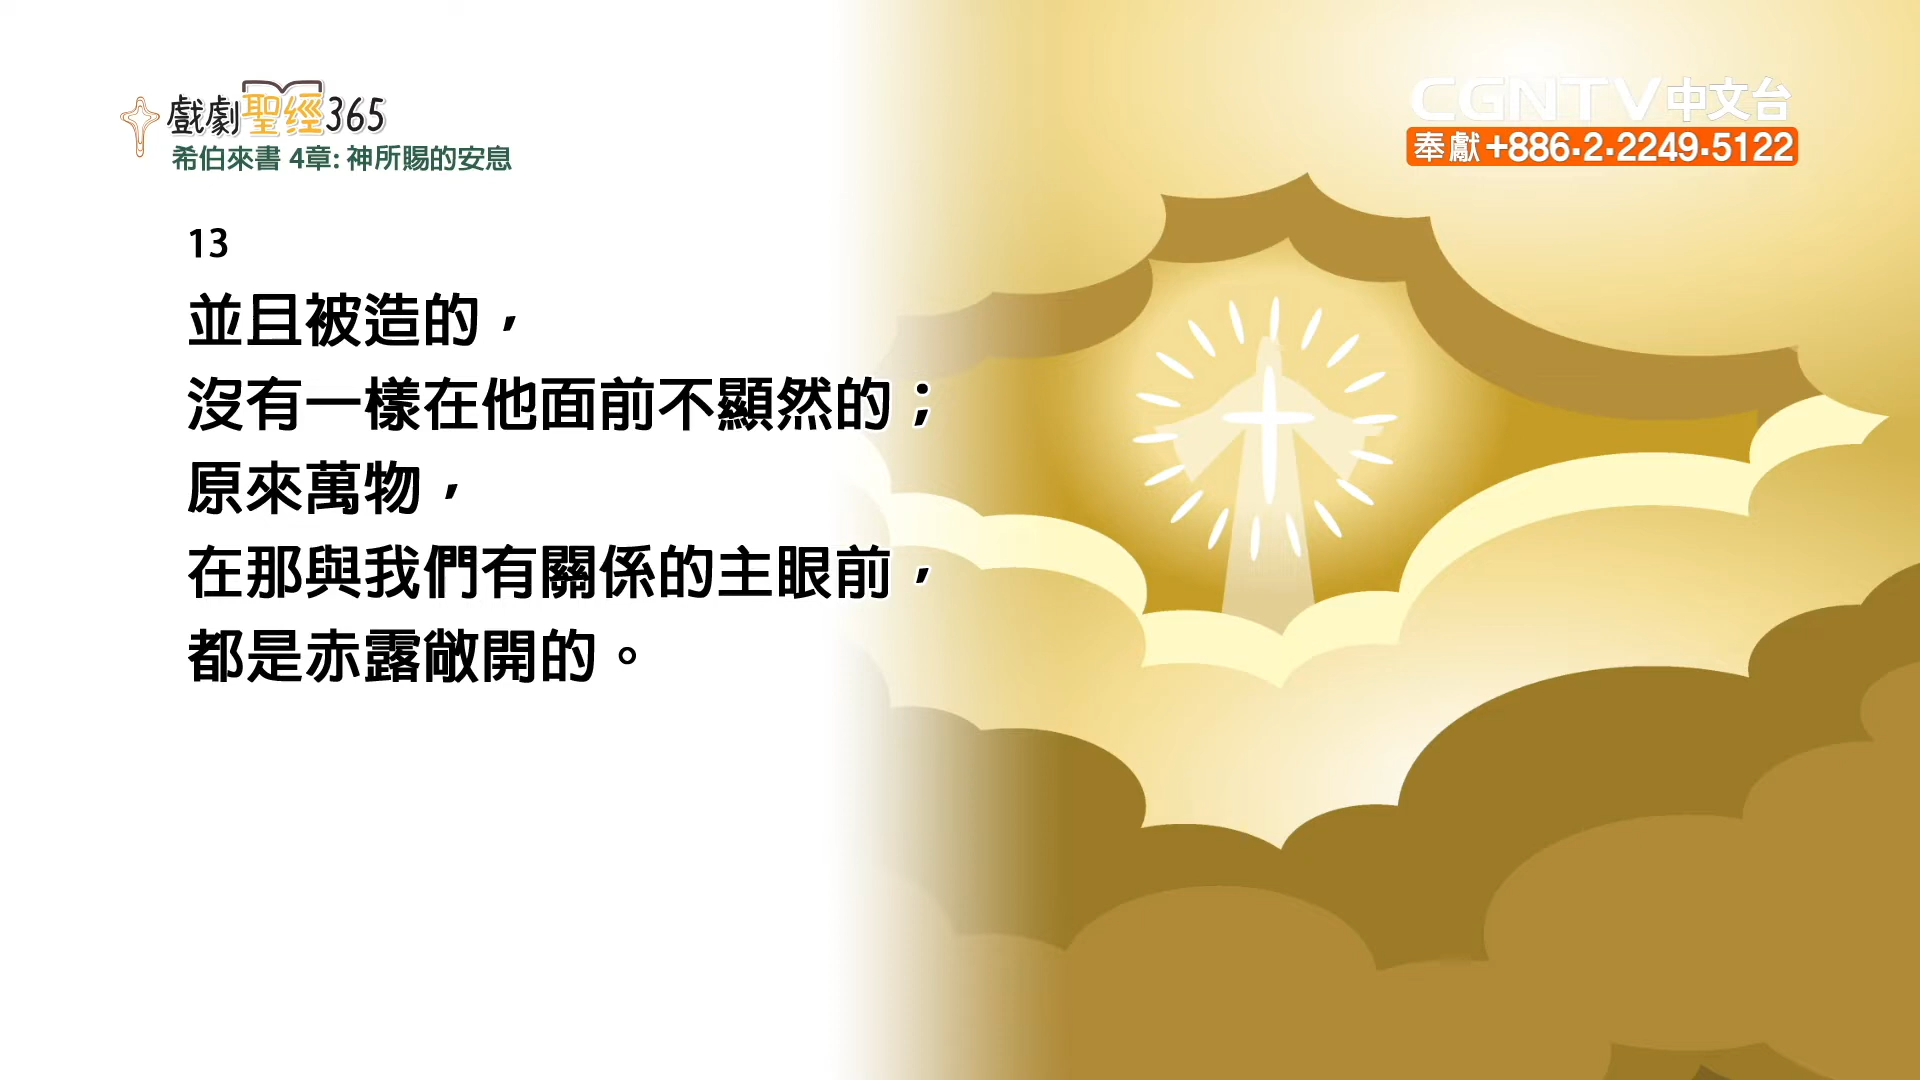 戲劇聖經365
希伯來書 4章: 神所賜的安息
CGNTV中文台
奉獻 +886·2·2249·5122
13
並且被造的，
沒有一樣在他面前不顯然的；
原來萬物，
在那與我們有關係的主眼前，
都是赤露敞開的。